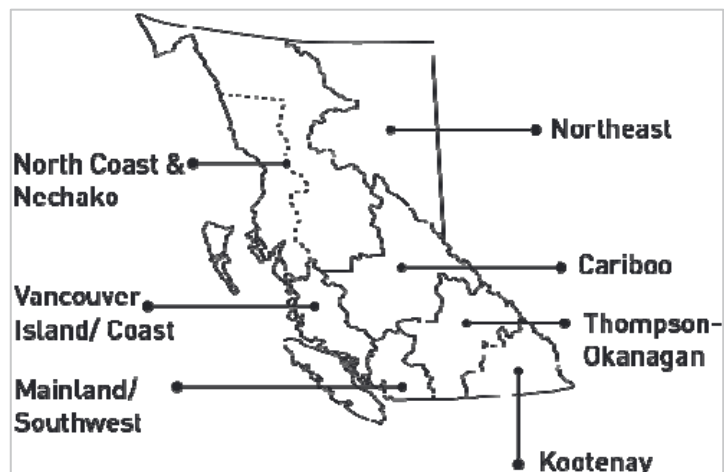 Northeast
North Coast &
Nechako
Cariboo
Vancouver
Island/ Coast
Thompson-
Okanagan
Mainland/
Southwest
Kootenay